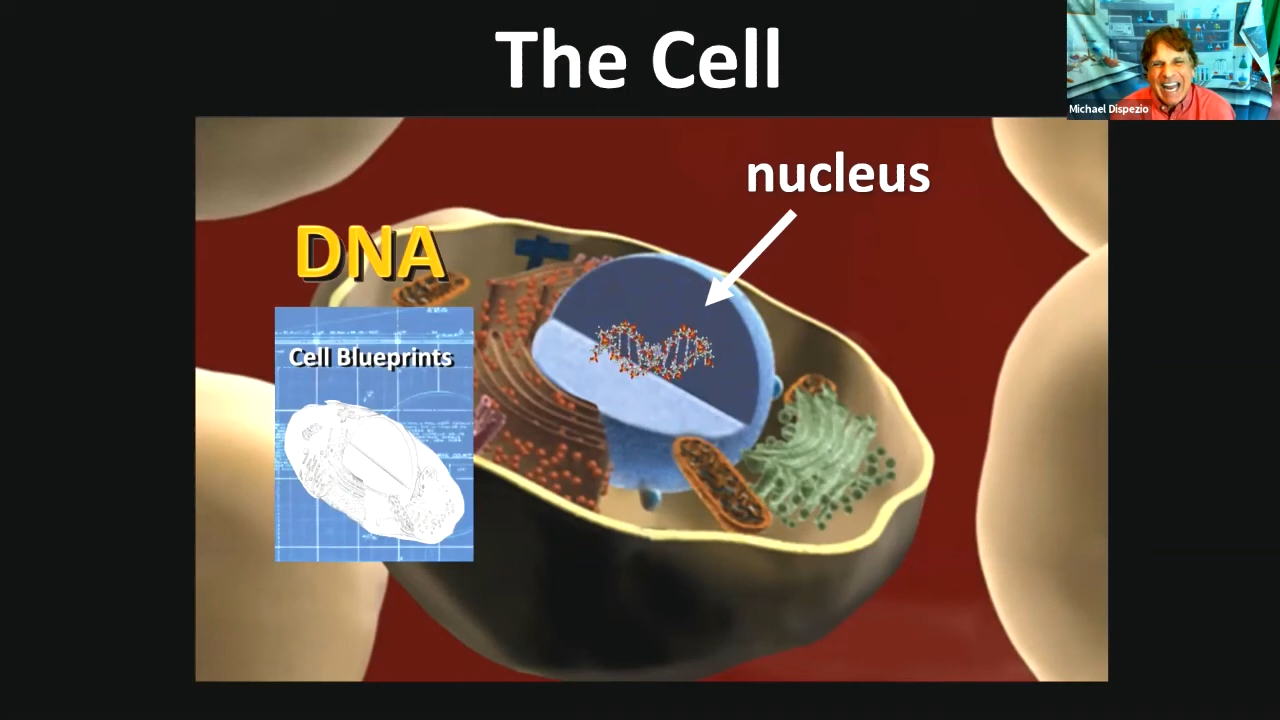 The Cell
Michael Dispezio
nucleus
DNA
Cell Blueprints